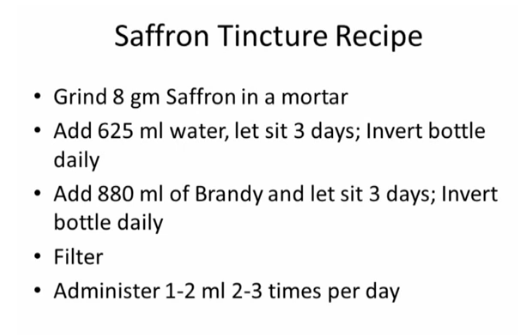 Saffron Tincture Recipe
• Grind 8 gm Saffron in a mortar
• Add 625 ml water, let sit 3 days; Invert bottle
daily
• Add 880 ml of Brandy and let sit 3 days; Invert
bottle daily
• Filter
• Administer 1-2 ml 2-3 times per day